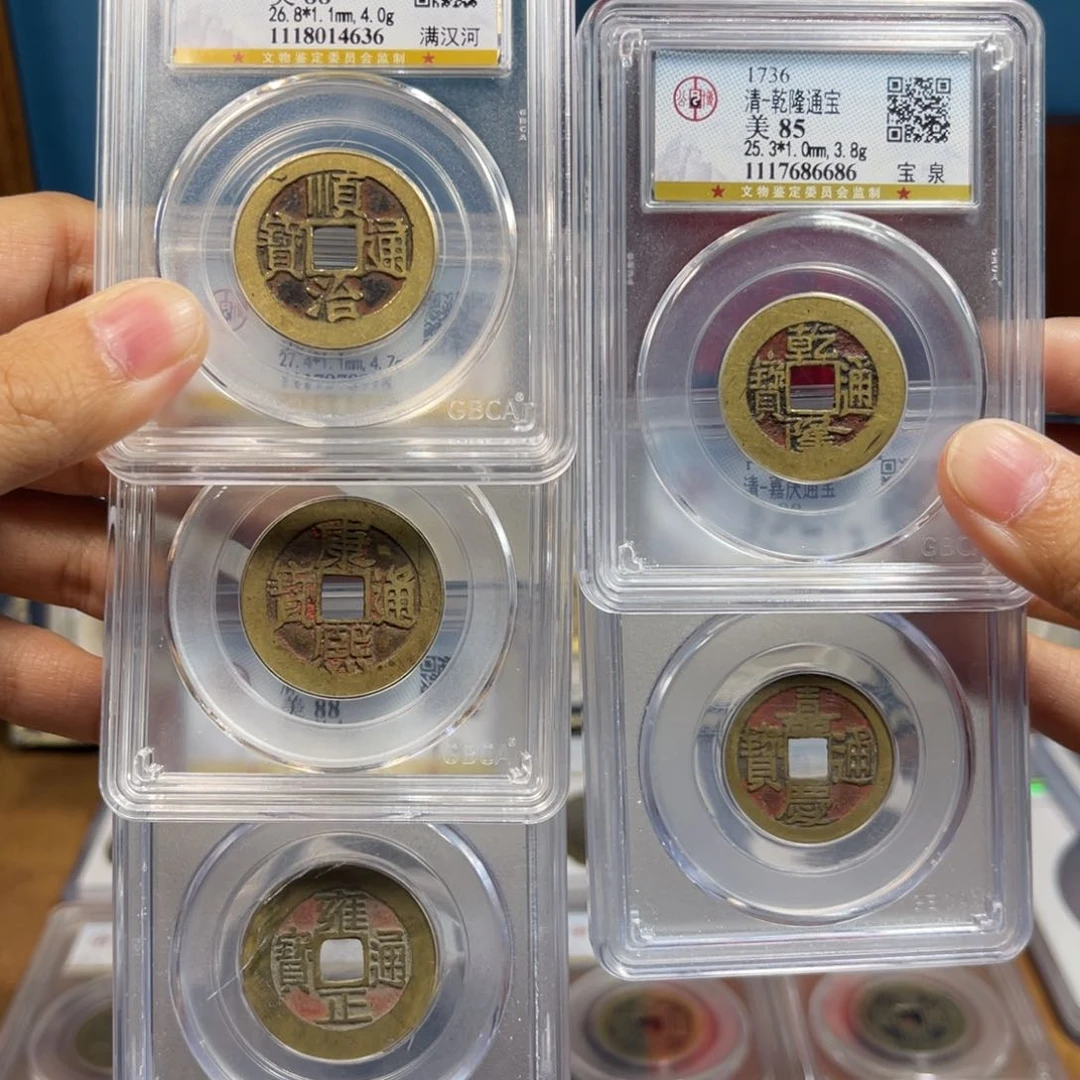 26.8*1.1mm, 4.0g
1118014636 满汉河
★ 文物鉴定委员会监制 ★
順治通寶
27.4*1.1mm, 4.7g
GBCA®
康熙通寶
88
GBCA®
雍正通寶
1736
清-乾隆通宝
美 85
25.3*1.0mm, 3.8g
1117686686 宝泉
★ 文物鉴定委员会监制 ★
乾隆通寶
清-嘉庆通宝
GBCA
嘉慶通寶